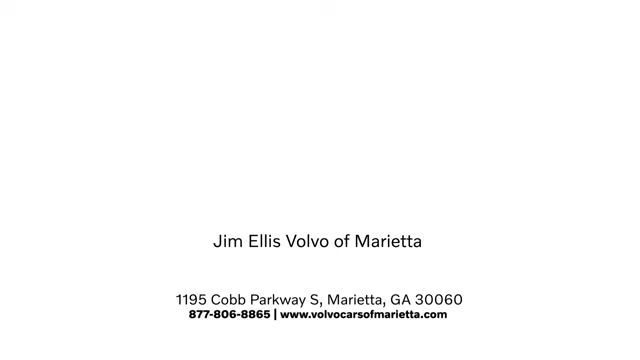 Jim Ellis Volvo of Marietta
1195 Cobb Parkway S, Marietta, GA 30060
877-806-8865 | www.volvocarsofmarietta.com